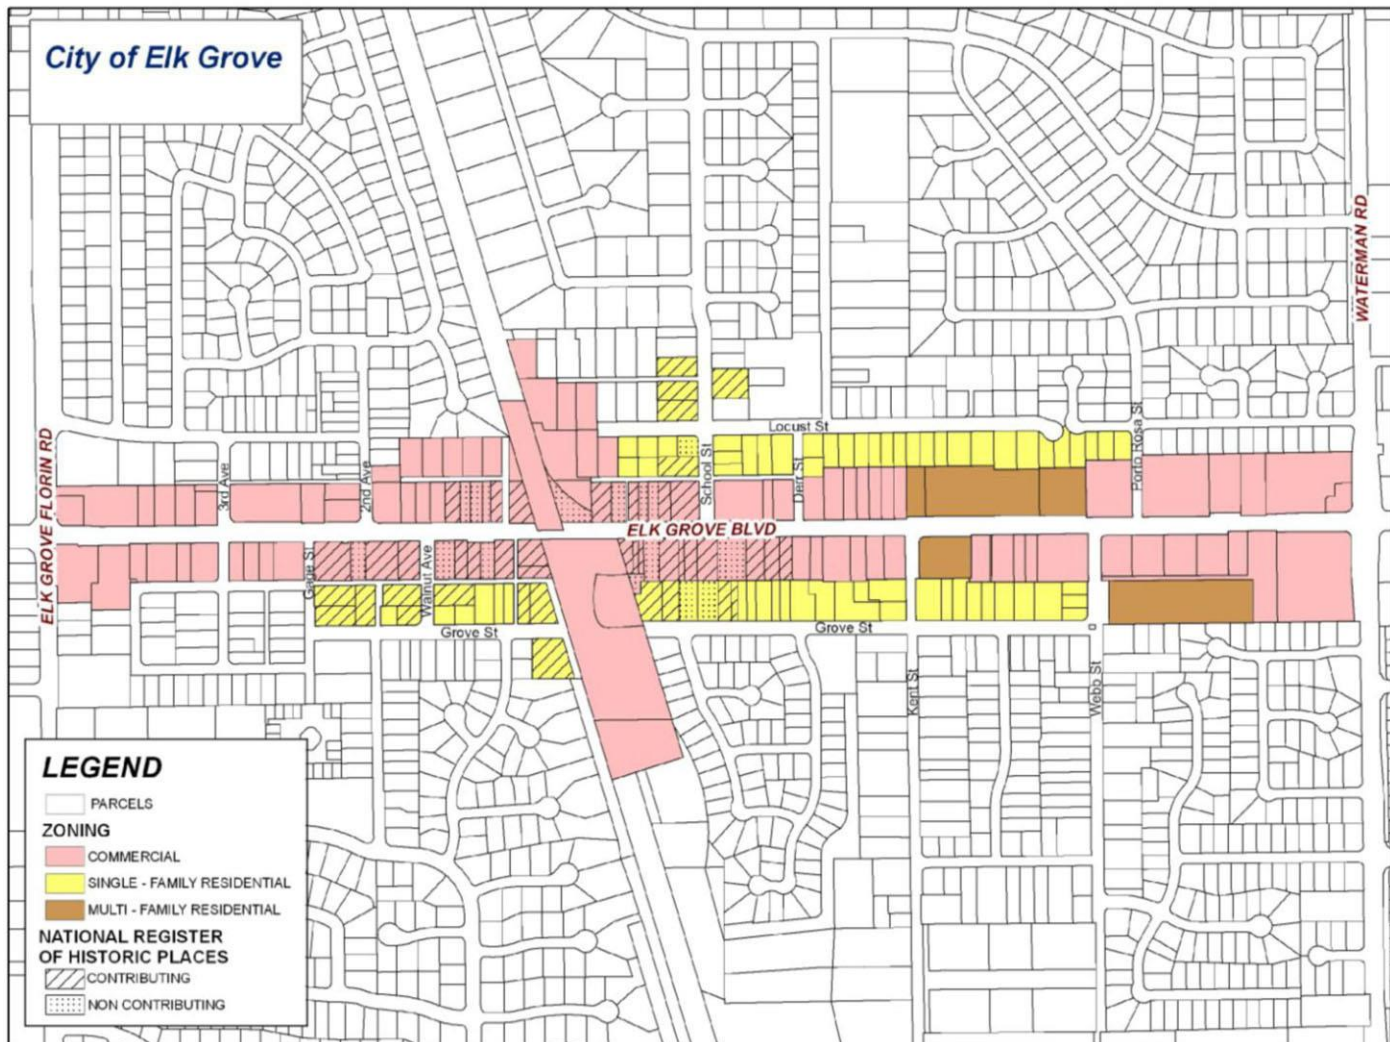 City of Elk Grove
WATERMAN RD
Locust St
ELK GROVE FLORIN RD
3rd Ave
2nd Ave
School St
Derr St
Porto Rosa St
ELK GROVE BLVD
Gage St
Walnut Ave
Grove St
Grove St
Kent St
Webb St
LEGEND
PARCELS
ZONING
COMMERCIAL
SINGLE - FAMILY RESIDENTIAL
MULTI - FAMILY RESIDENTIAL
NATIONAL REGISTER
OF HISTORIC PLACES
CONTRIBUTING
NON CONTRIBUTING